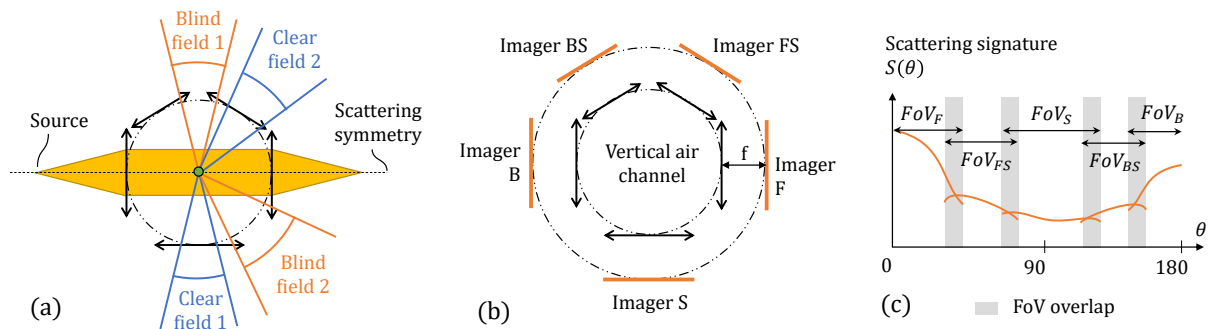 Blind
field 1
Clear
field 2
Source
Scattering
symmetry
Blind
field 2
Clear
field 1
(a)
Imager BS
Imager FS
Imager
B
Vertical air
channel
f
Imager
F
Imager S
(b)
Scattering signature
S(θ)
FoV_F
FoV_S
FoV_B
FoV_FS
FoV_BS
θ
0
90
180
FoV overlap
(c)